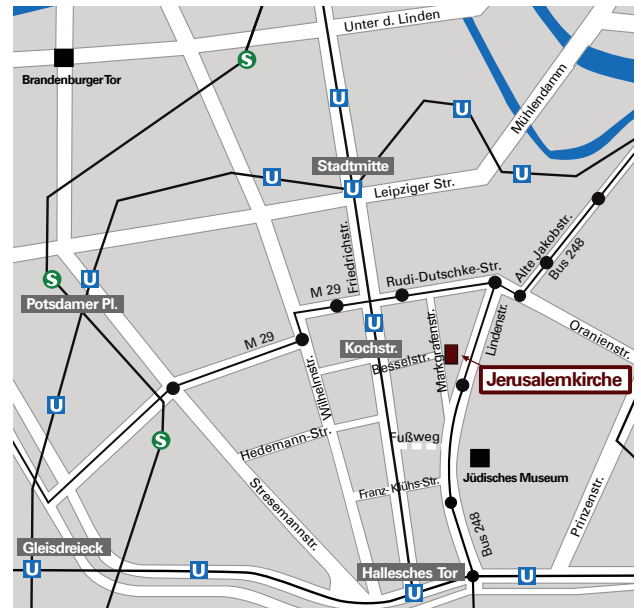 Unter d. Linden
S
Brandenburger Tor
U
Mühlendamm
U
Stadtmitte
U
U
U
Leipziger Str.
Friedrichstr.
Alte Jakobstr.
Bus 248
Rudi-Dutschke-Str.
S
U
M 29
Potsdamer Pl.
Oranienstr.
U
M 29
Kochstr.
Markgrafenstr.
Lindenstr.
Besselstr.
Jerusalemkirche
Wilhelmstr.
U
S
Hedemann-Str.
Fußweg
Jüdisches Museum
Franz-Klühs-Str.
Stresemannstr.
Prinzenstr.
Bus 248
Gleisdreieck
U
U
Hallesches Tor
U
U